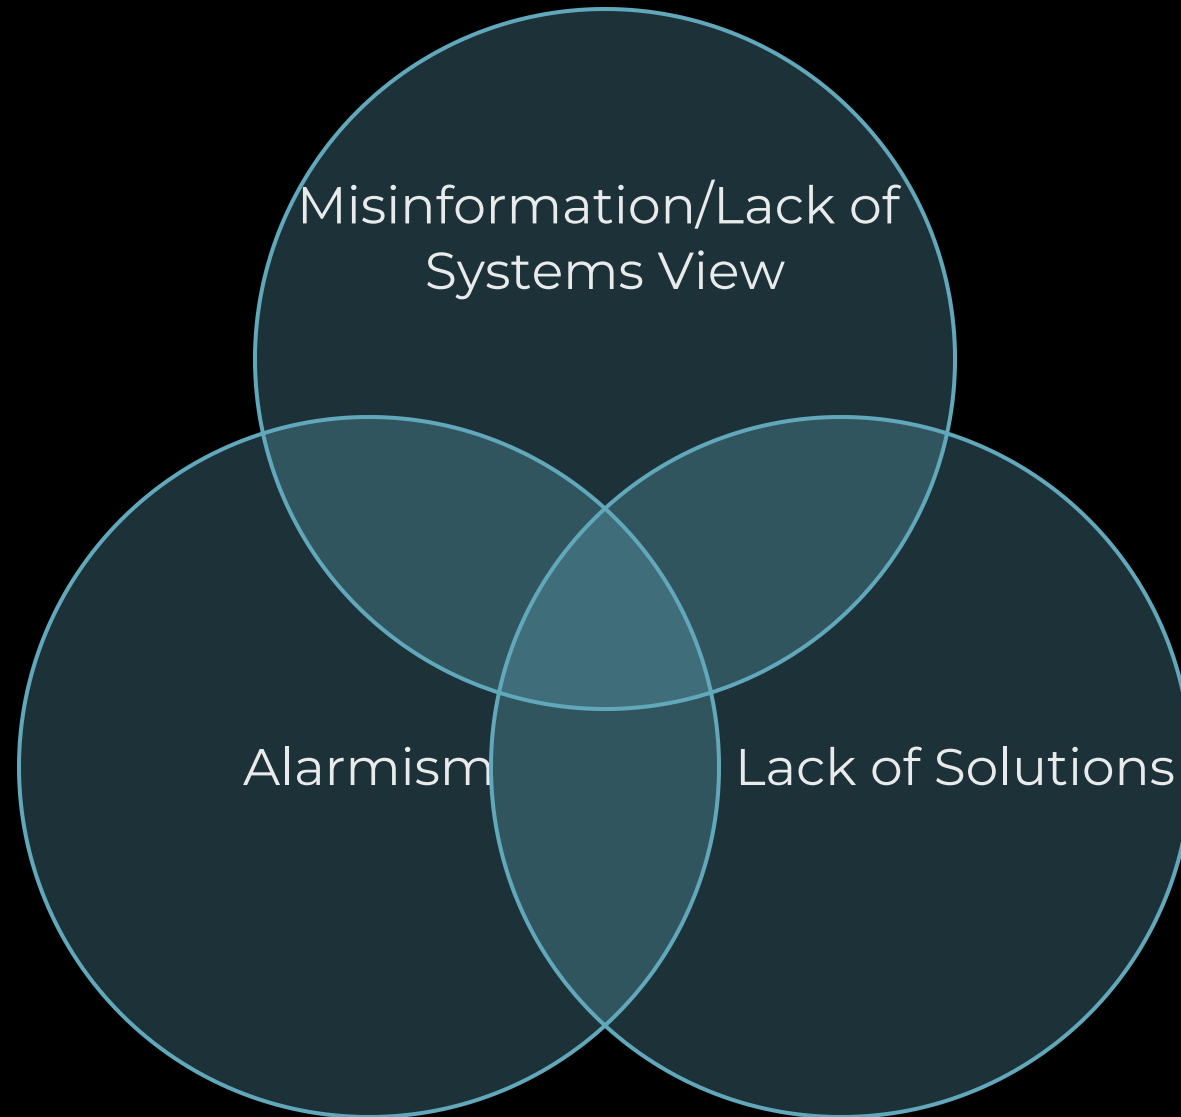 Misinformation/Lack of
Systems View
Alarmism
Lack of Solutions